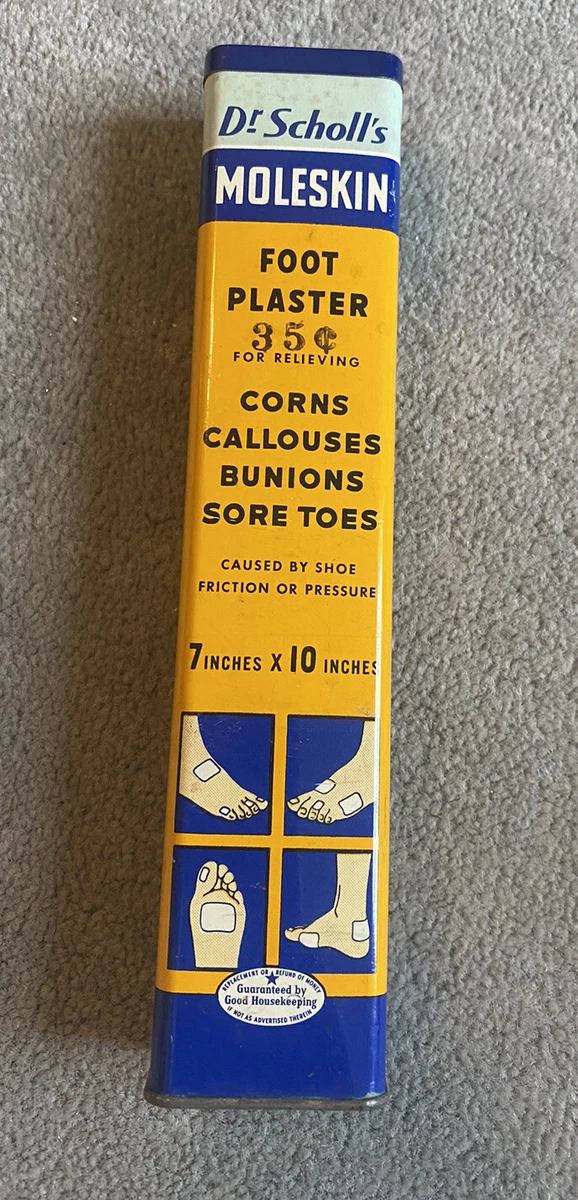 Dr. Scholl's
MOLESKIN
FOOT
PLASTER
35¢
FOR RELIEVING
CORNS
CALLOUSES
BUNIONS
SORE TOES
CAUSED BY SHOE
FRICTION OR PRESSURE
7 INCHES X 10 INCHES
REPLACEMENT OR REFUND OF MONEY
Guaranteed by
Good Housekeeping
IF NOT AS ADVERTISED THEREIN